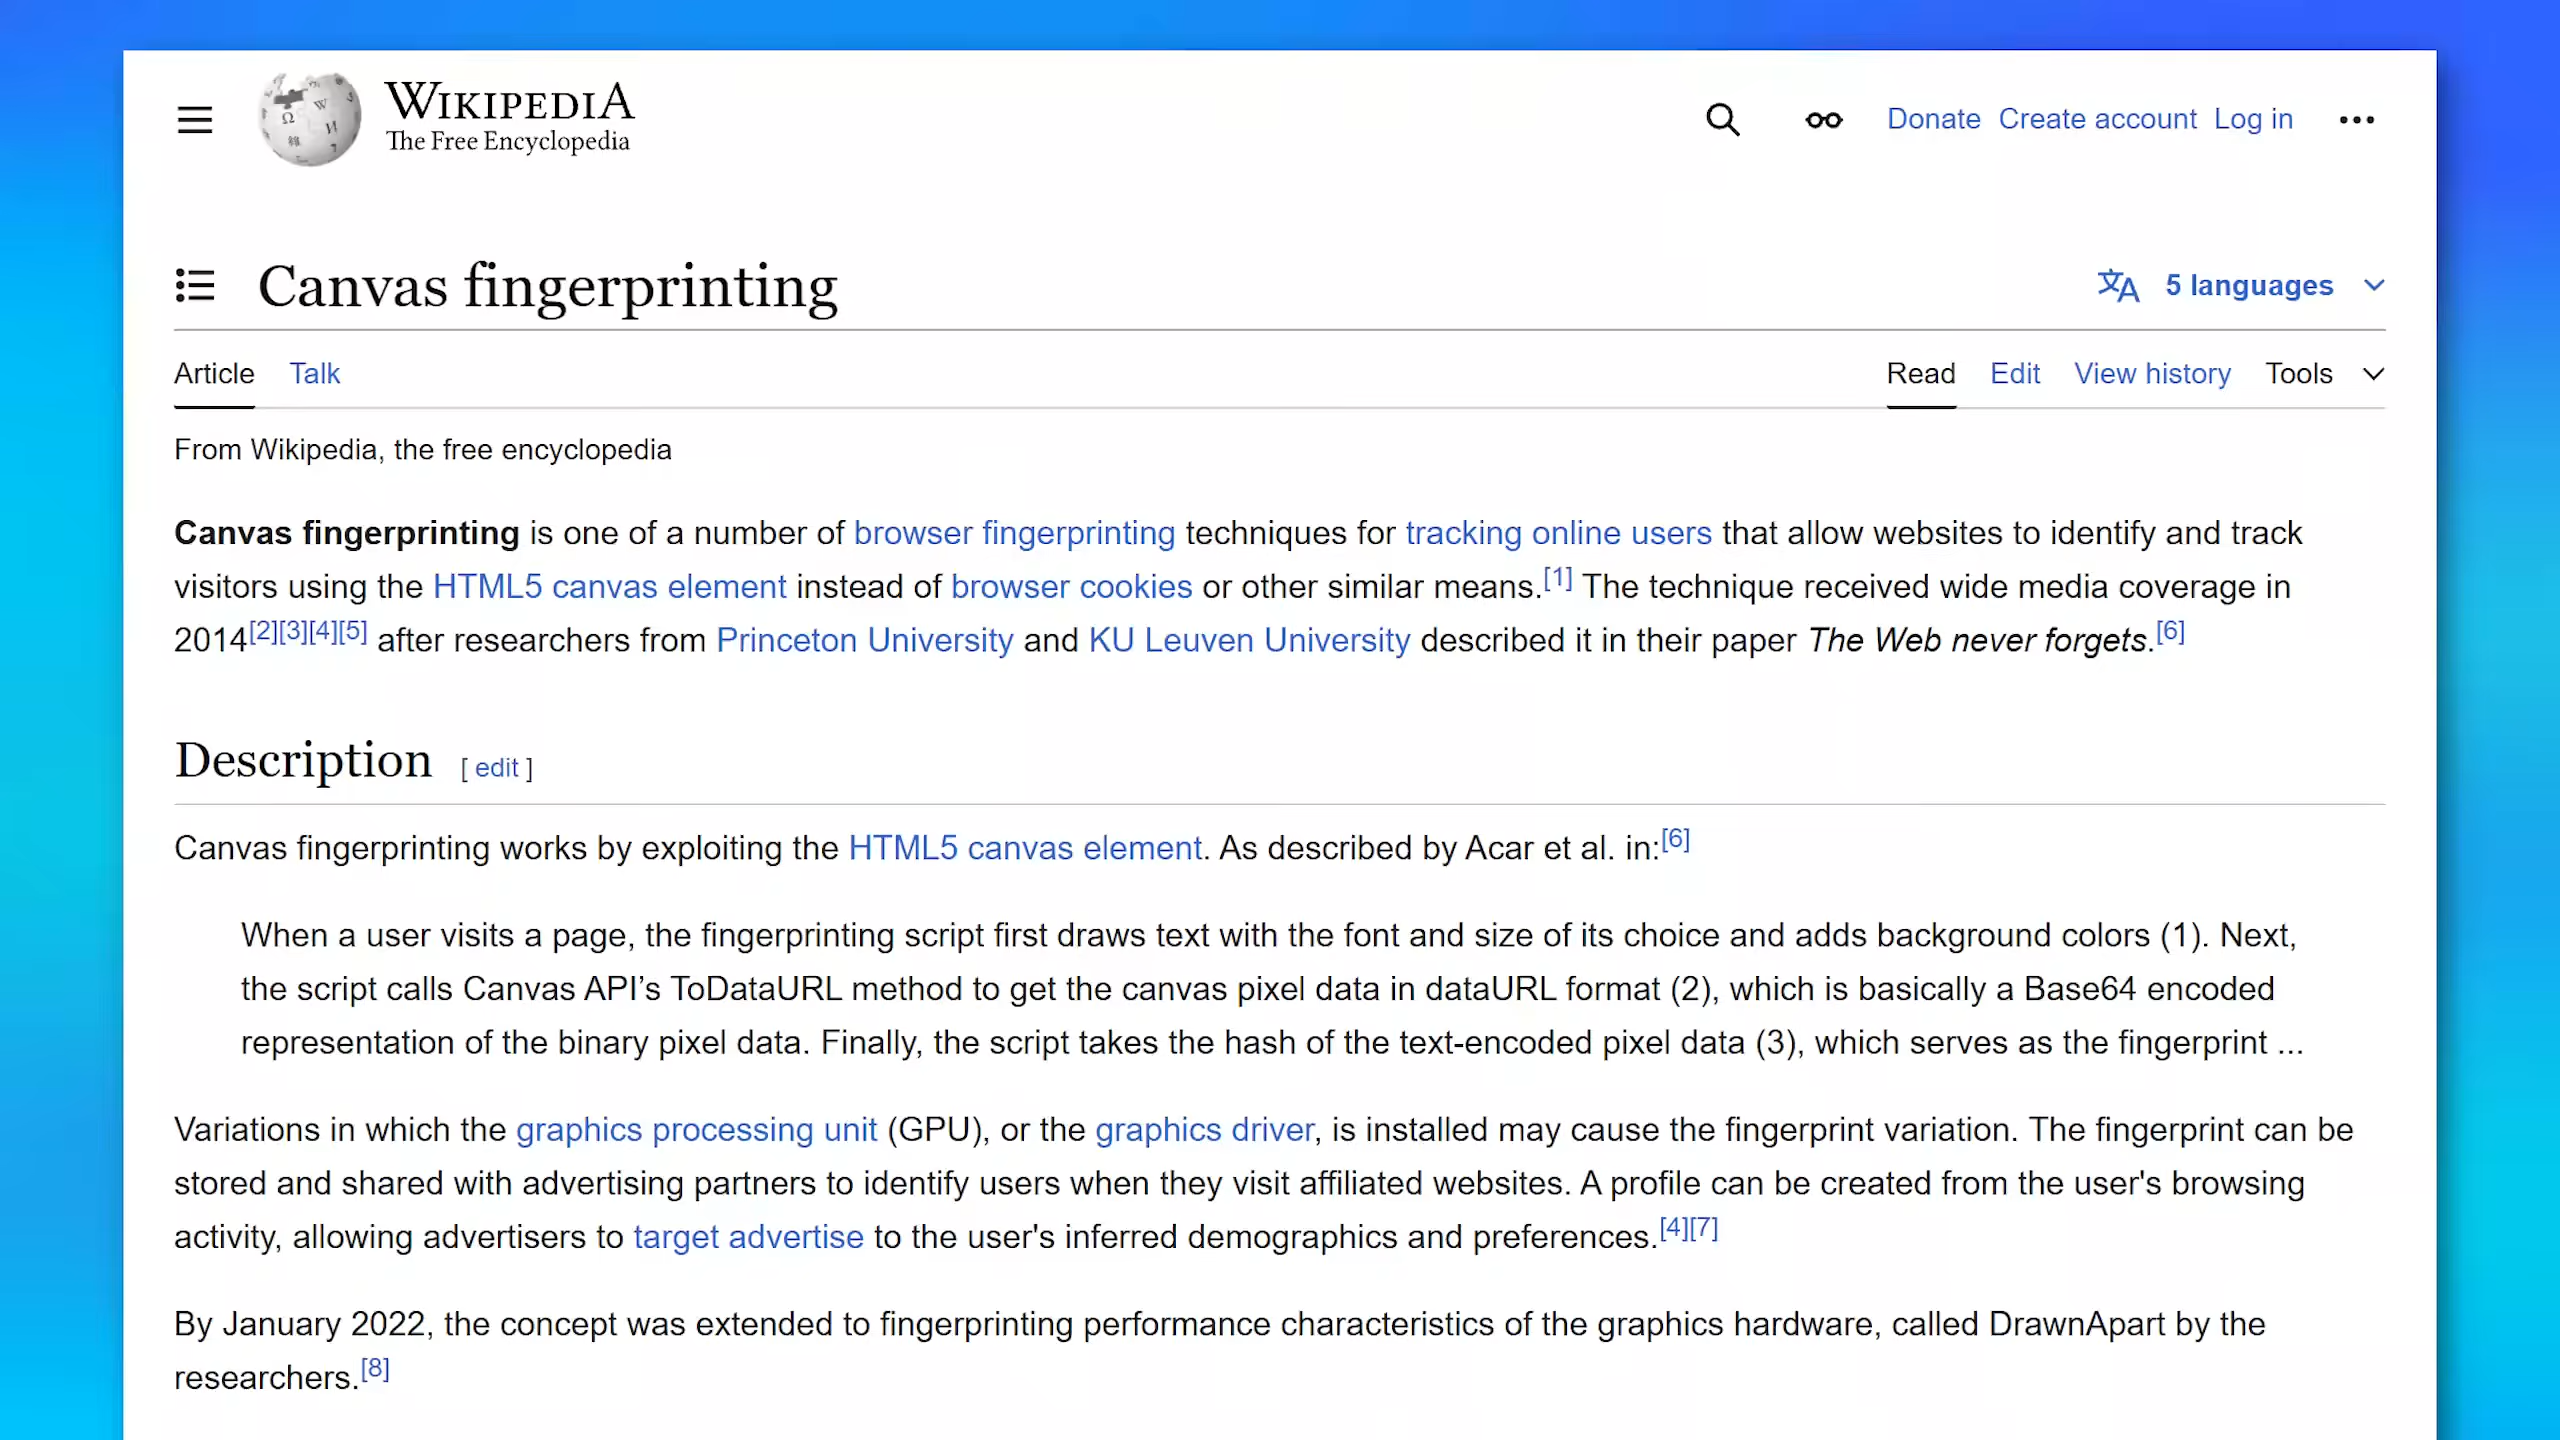 WIKIPEDIA
The Free Encyclopedia
Donate Create account Log in
Canvas fingerprinting
5 languages
Article Talk
Read Edit View history Tools
From Wikipedia, the free encyclopedia
Canvas fingerprinting is one of a number of browser fingerprinting techniques for tracking online users that allow websites to identify and track
visitors using the HTML5 canvas element instead of browser cookies or other similar means.[1] The technique received wide media coverage in
2014[2][3][4][5] after researchers from Princeton University and KU Leuven University described it in their paper The Web never forgets.[6]
Description [ edit ]
Canvas fingerprinting works by exploiting the HTML5 canvas element. As described by Acar et al. in:[6]
When a user visits a page, the fingerprinting script first draws text with the font and size of its choice and adds background colors (1). Next,
the script calls Canvas API’s ToDataURL method to get the canvas pixel data in dataURL format (2), which is basically a Base64 encoded
representation of the binary pixel data. Finally, the script takes the hash of the text-encoded pixel data (3), which serves as the fingerprint ...
Variations in which the graphics processing unit (GPU), or the graphics driver, is installed may cause the fingerprint variation. The fingerprint can be
stored and shared with advertising partners to identify users when they visit affiliated websites. A profile can be created from the user's browsing
activity, allowing advertisers to target advertise to the user's inferred demographics and preferences.[4][7]
By January 2022, the concept was extended to fingerprinting performance characteristics of the graphics hardware, called DrawnApart by the
researchers.[8]